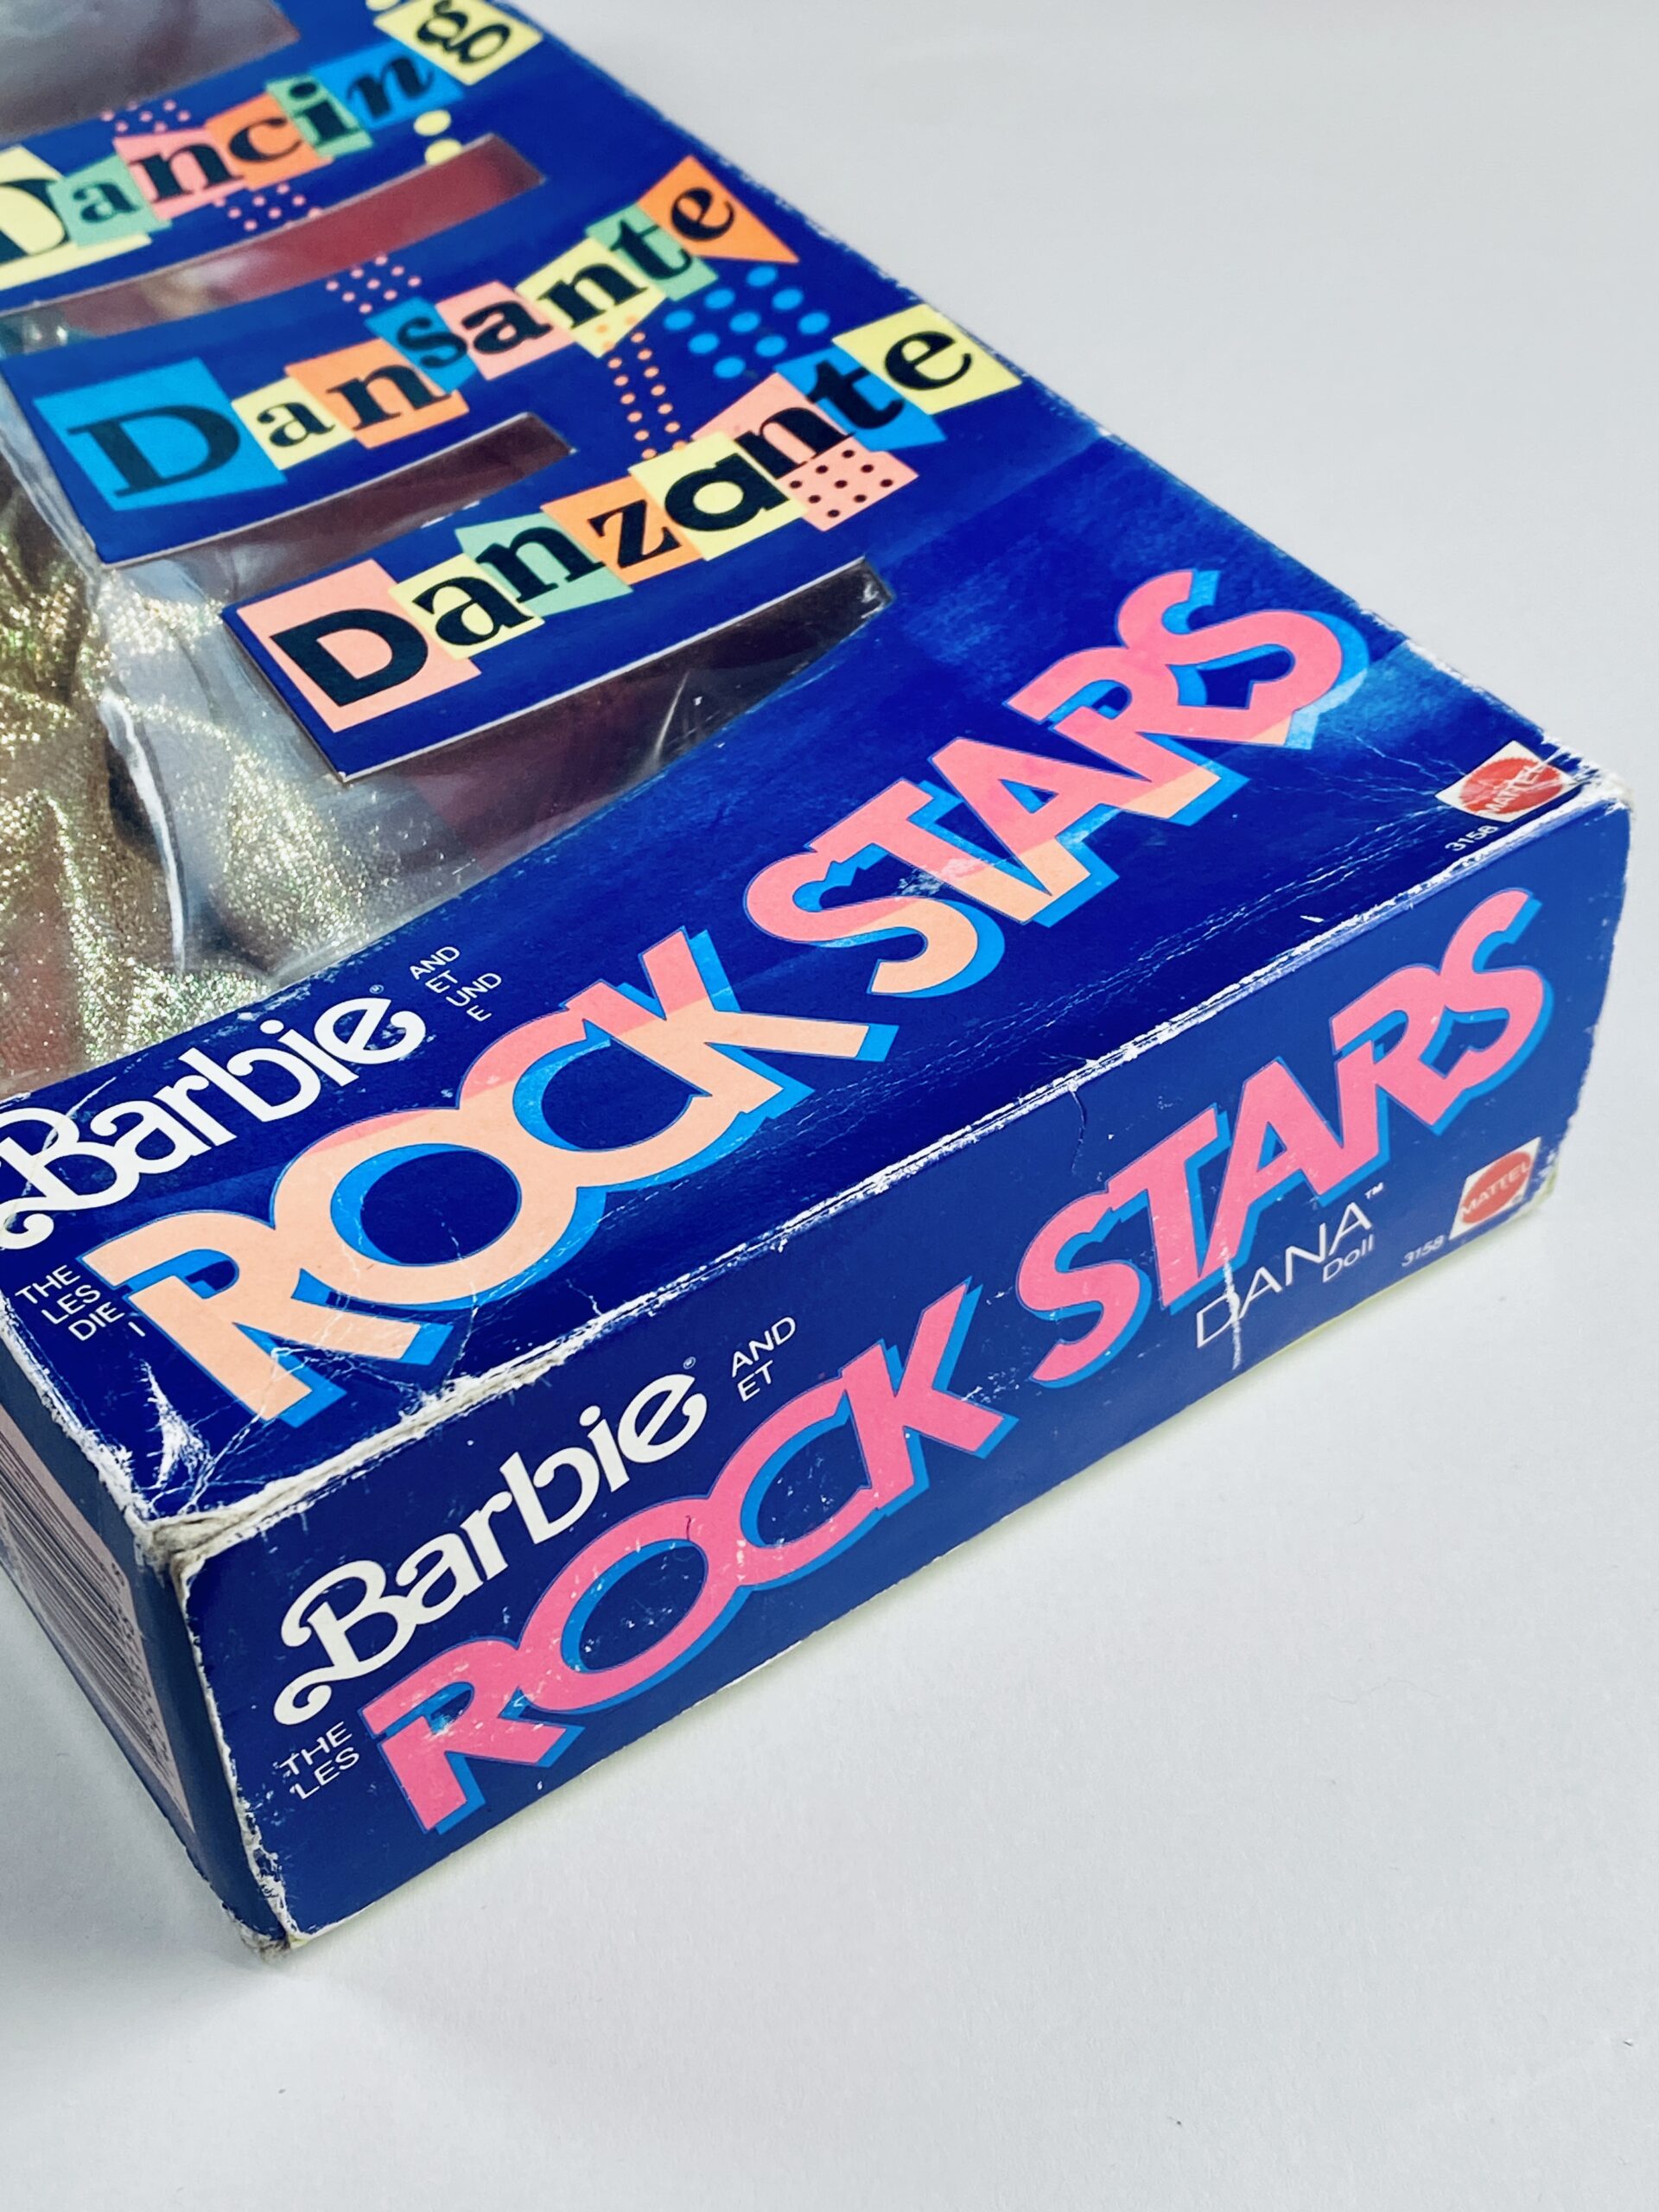 Dancing
Dansante
Danzante
Barbie® AND
ET
UND
E
THE
LES
DIE
I
ROCK STARS
MATTEL
3158
Barbie® AND
ET
THE
LES
ROCK STARS
DANA™
Doll
3158
MATTEL